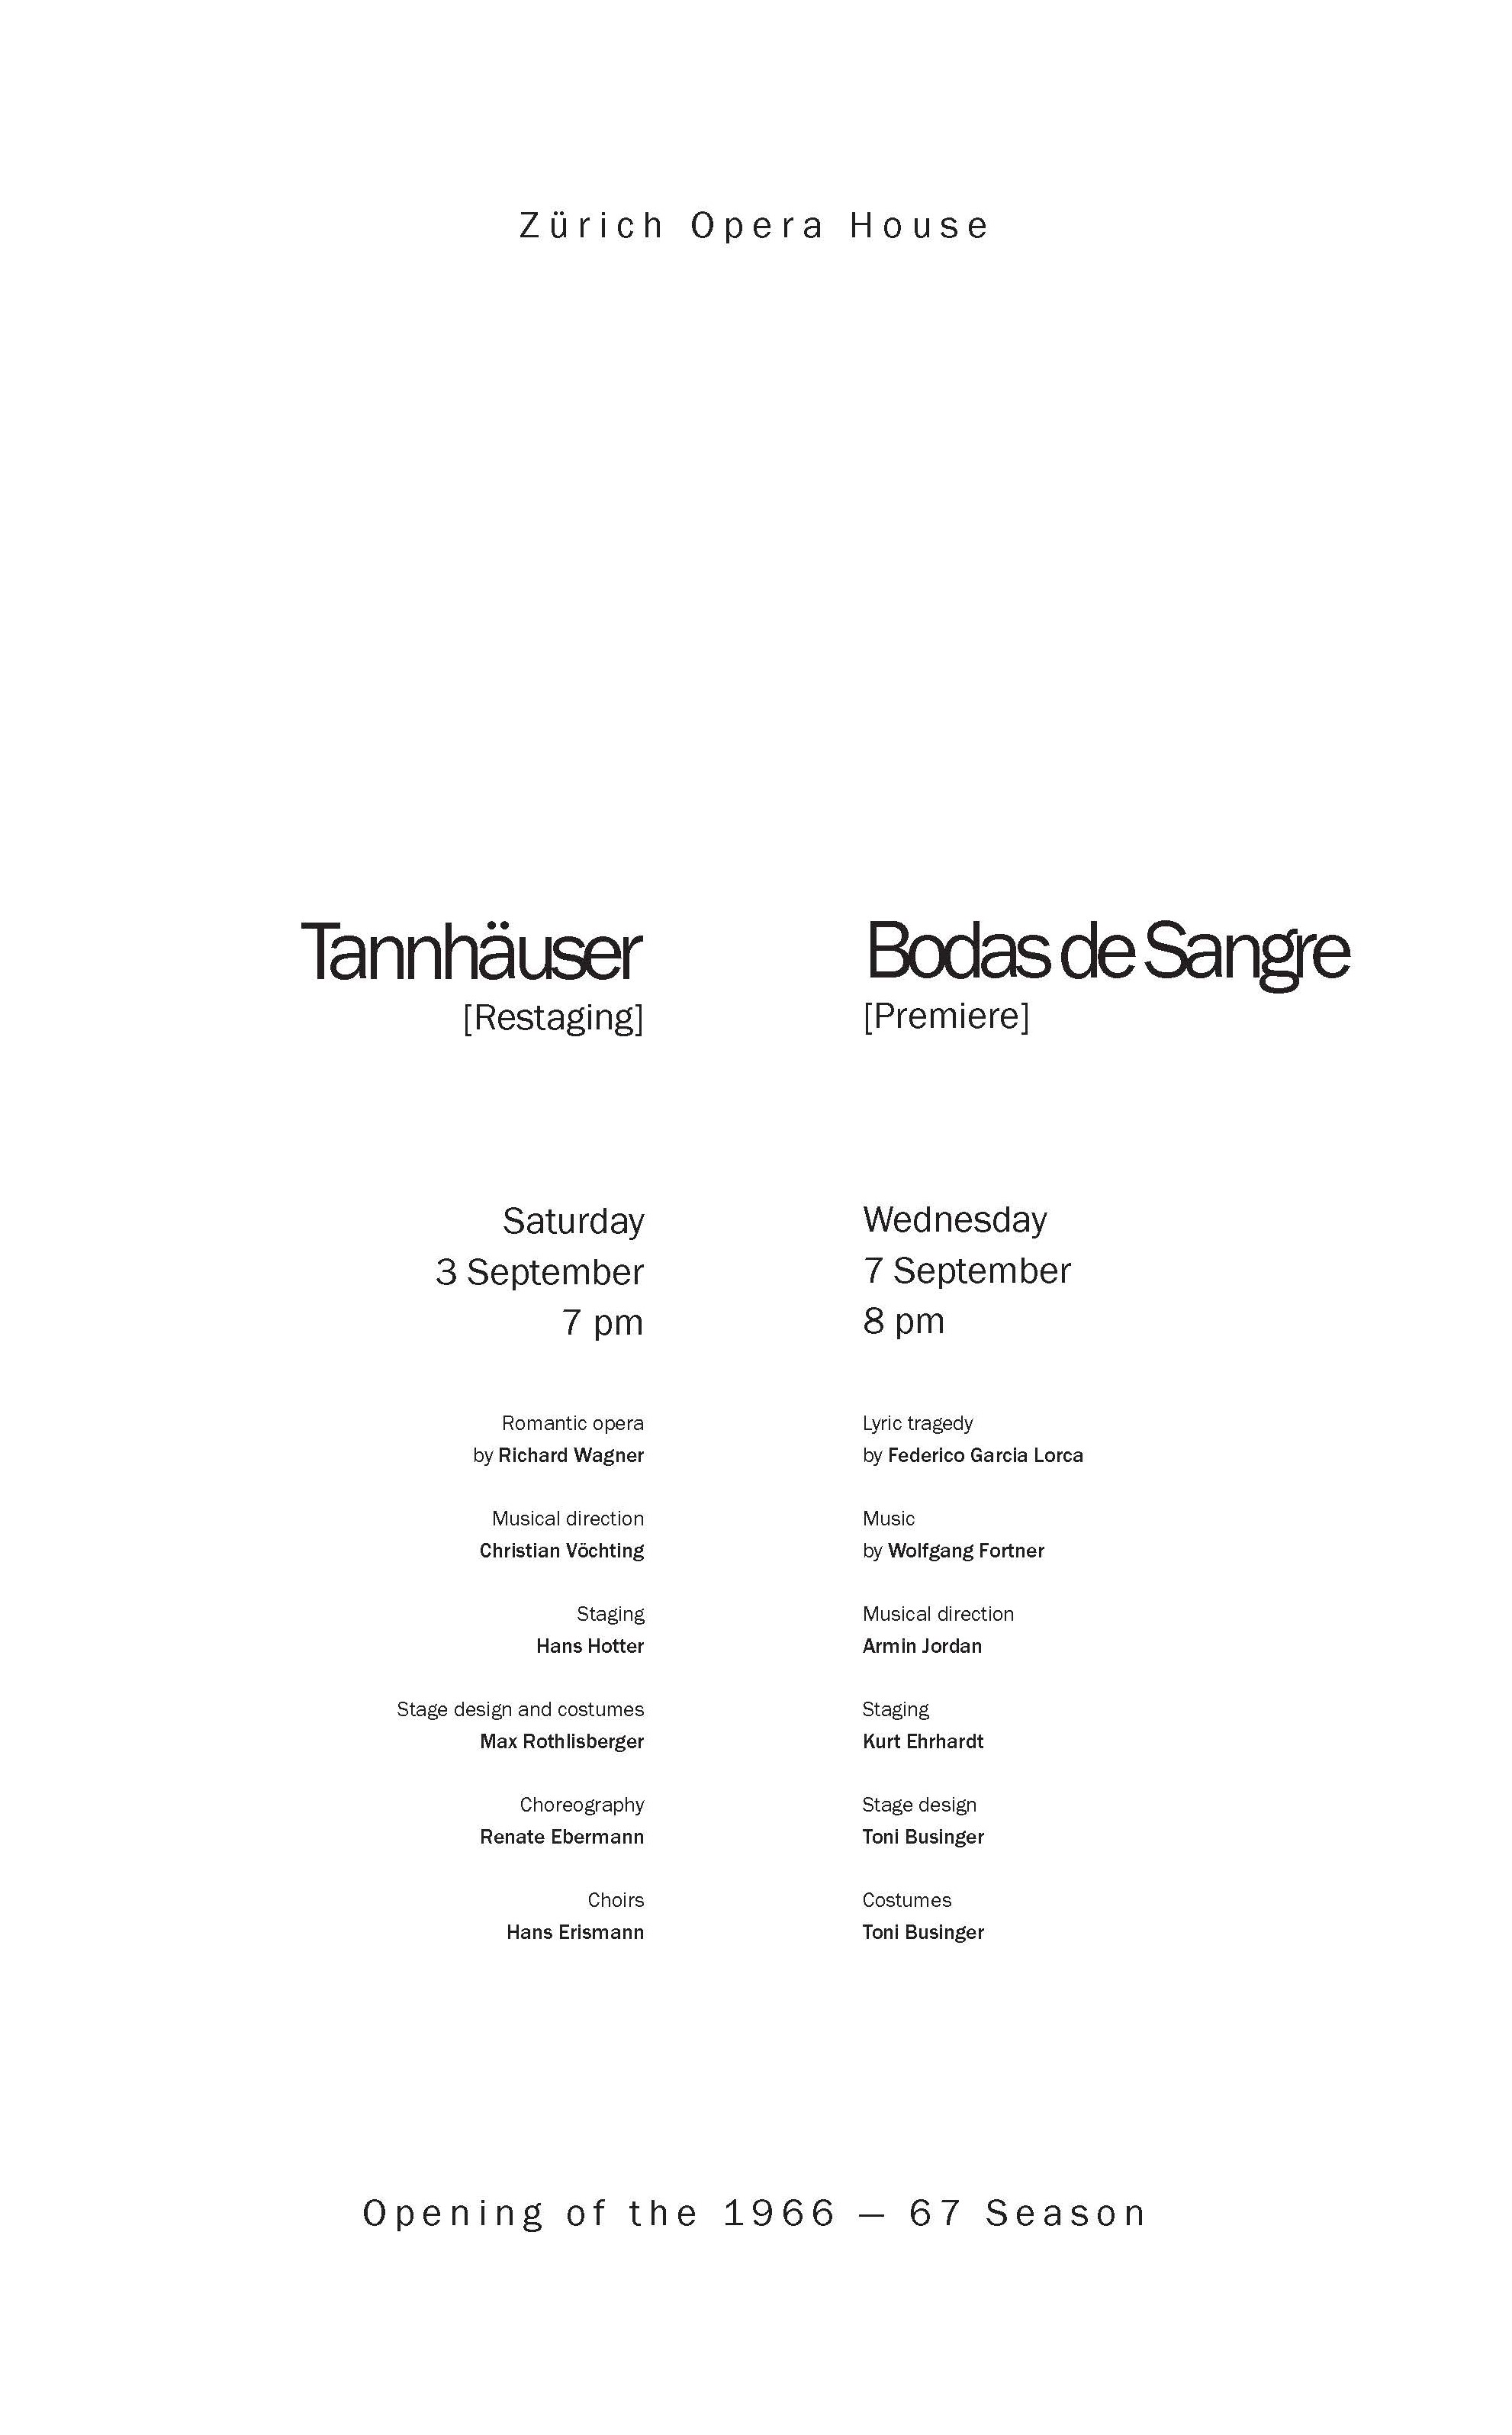 Zürich Opera House
Tannhäuser
[Restaging]
Saturday
3 September
7 pm
Romantic opera
by Richard Wagner
Musical direction
Christian Vöchting
Staging
Hans Hotter
Stage design and costumes
Max Rothlisberger
Choreography
Renate Ebermann
Choirs
Hans Erismann
Bodas de Sangre
[Premiere]
Wednesday
7 September
8 pm
Lyric tragedy
by Federico Garcia Lorca
Music
by Wolfgang Fortner
Musical direction
Armin Jordan
Staging
Kurt Ehrhardt
Stage design
Toni Businger
Costumes
Toni Businger
Opening of the 1966 — 67 Season